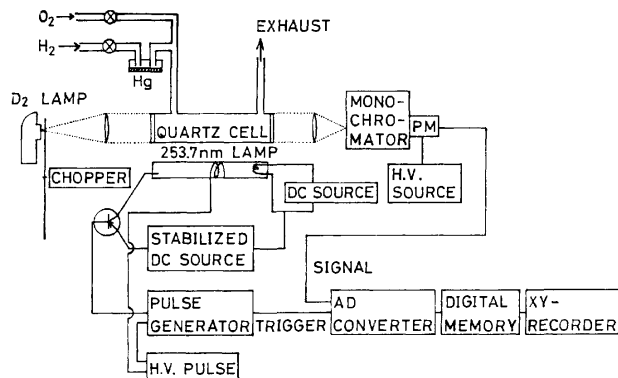 O2
H2
Hg
EXHAUST
D2 LAMP
QUARTZ CELL
MONO-
CHRO-
MATOR
PM
253.7nm LAMP
CHOPPER
DC SOURCE
H.V.
SOURCE
STABILIZED
DC SOURCE
SIGNAL
PULSE
GENERATOR
TRIGGER
AD
CONVERTER
DIGITAL
MEMORY
XY-
RECORDER
H.V. PULSE